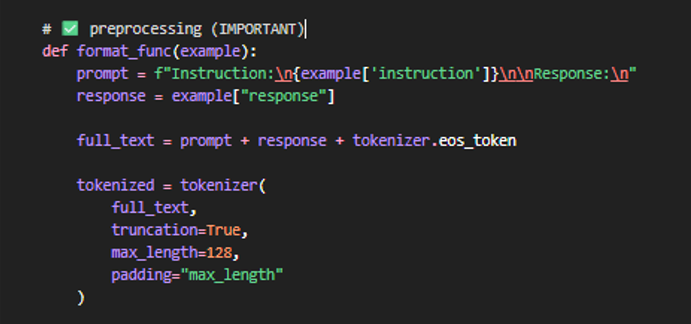 # ✅ preprocessing (IMPORTANT)
def format_func(example):
    prompt = f"Instruction:\n{example['instruction']}\n\nResponse:\n"
    response = example["response"]

    full_text = prompt + response + tokenizer.eos_token

    tokenized = tokenizer(
        full_text,
        truncation=True,
        max_length=128,
        padding="max_length"
    )